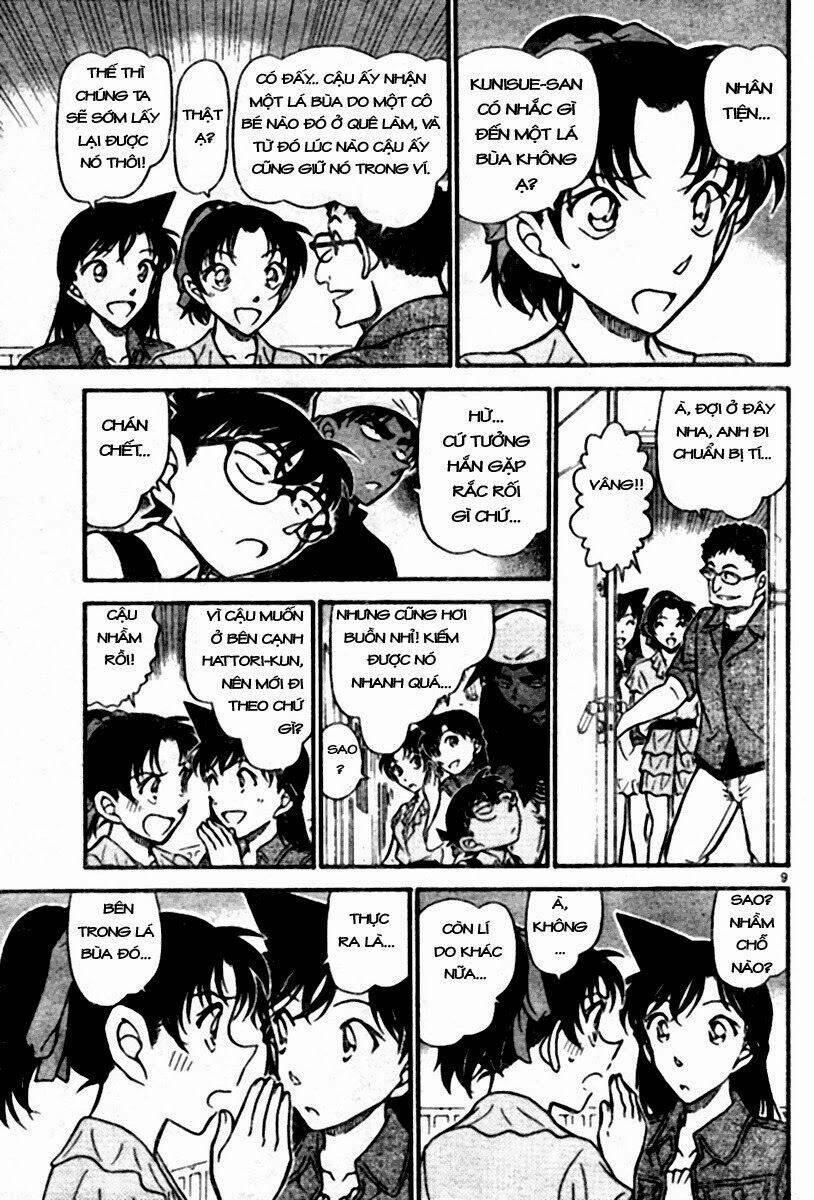 NHÂN
TIỆN...
KUNISUE-SAN
CÓ NHẮC GÌ
ĐẾN MỘT LÁ
BÙA KHÔNG
Ạ?
CÓ ĐẤY.. CẬU ẤY NHẬN
MỘT LÁ BÙA DO MỘT CÔ
BÉ NÀO ĐÓ Ở QUÊ LÀM, VÀ
TỪ ĐÓ LÚC NÀO CẬU ẤY
CŨNG GIỮ NÓ TRONG VÍ.
THẬT
Ạ?
THẾ THÌ
CHÚNG TA
SẼ SỚM LẤY
LẠI ĐƯỢC
NÓ THÔI!
À, ĐỢI Ở ĐÂY
NHA, ANH ĐI
CHUẨN BỊ TÍ...
VÂNG!!
HỪ...
CỨ TƯỞNG
HẮN GẶP
RẮC RỐI
GÌ CHỨ...
CHÁN
CHẾT...
NHƯNG CŨNG HƠI
BUỒN NHỈ! KIẾM
ĐƯỢC NÓ
NHANH QUÁ...
SAO
?
VÌ CẬU MUỐN
Ở BÊN CẠNH
HATTORI-KUN,
NÊN MỚI ĐI
THEO CHỨ
GÌ?
CẬU
NHẦM
RỒI!
9
SAO?
NHẦM
CHỖ
NÀO?
À,
KHÔNG
...
CÒN LÍ
DO KHÁC
NỮA...
THỰC
RA LÀ...
BÊN
TRONG LÁ
BÙA ĐÓ...